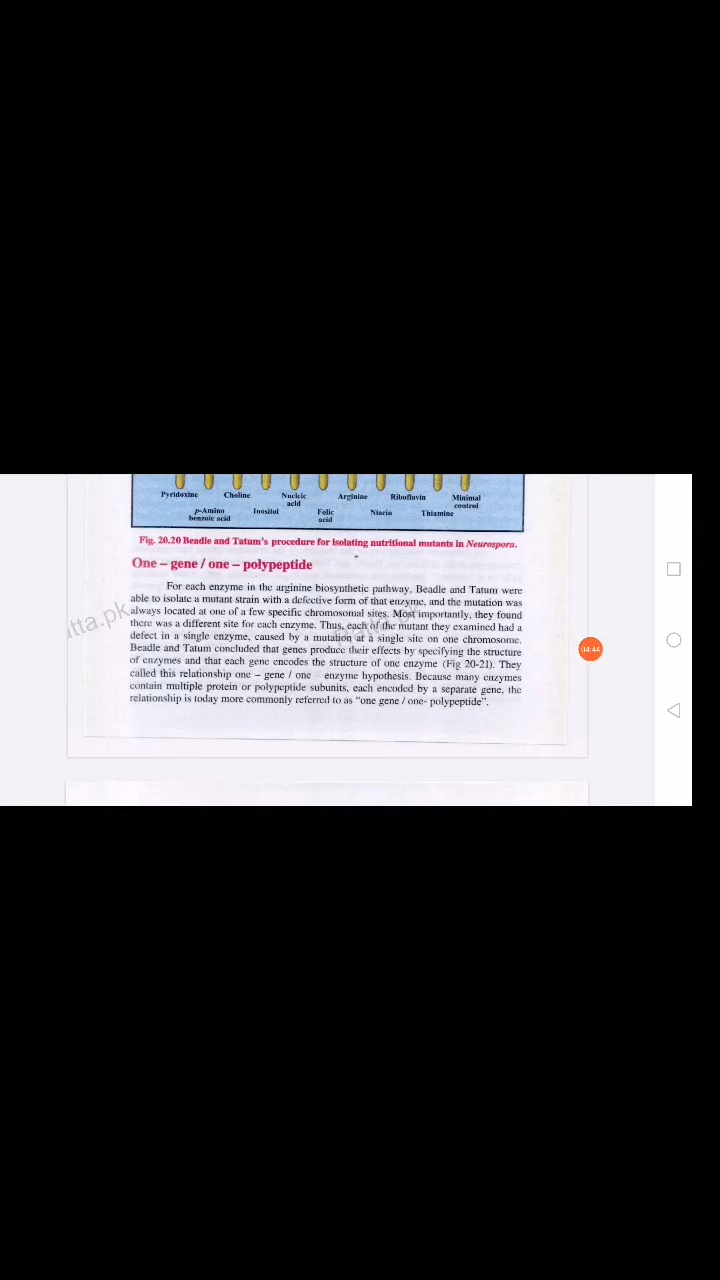 Pyridoxine Choline Nucleic acid Arginine Riboflavin Minimal control
p-Amino benzoic acid Inositol Folic acid Niacin Thiamine
Fig. 20.20 Beadle and Tatum's procedure for isolating nutritional mutants in Neurospora.
One – gene / one – polypeptide
For each enzyme in the arginine biosynthetic pathway, Beadle and Tatum were
able to isolate a mutant strain with a defective form of that enzyme, and the mutation was
always located at one of a few specific chromosomal sites. Most importantly, they found
there was a different site for each enzyme. Thus, each of the mutant they examined had a
defect in a single enzyme, caused by a mutation at a single site on one chromosome.
Beadle and Tatum concluded that genes produce their effects by specifying the structure
of enzymes and that each gene encodes the structure of one enzyme (Fig 20-21). They
called this relationship one – gene / one enzyme hypothesis. Because many enzymes
contain multiple protein or polypeptide subunits, each encoded by a separate gene, the
relationship is today more commonly referred to as "one gene / one- polypeptide".
atta.pk
04:44